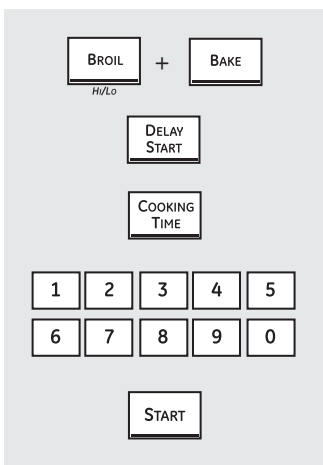 BROIL + BAKE
HI/LO
DELAY
START
COOKING
TIME
1 2 3 4 5
6 7 8 9 0
START